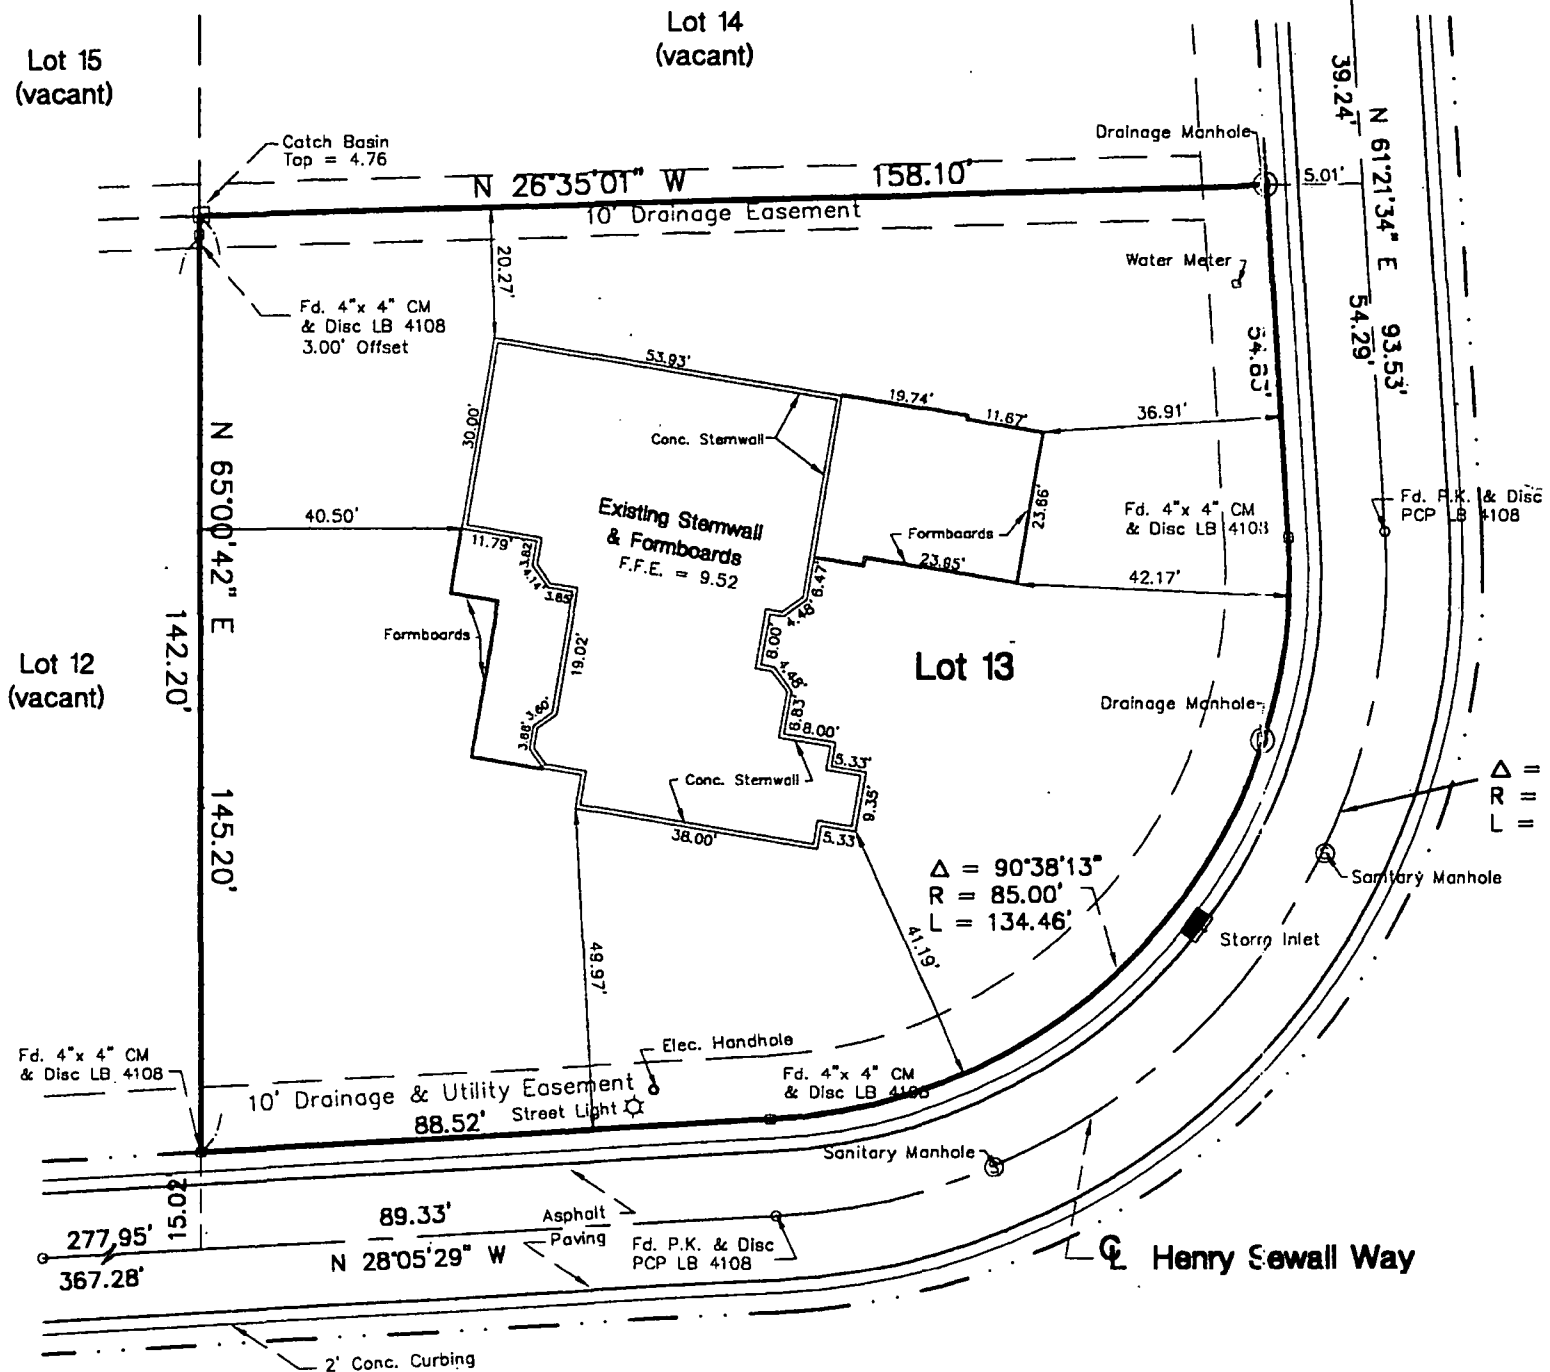 Lot 14
(vacant)
Lot 15
(vacant)
Catch Basin
Top = 4.76
Drainage Manhole
39.24'
N 61°21'34" E
N 26°35'01" W 158.10'
5.01'
10' Drainage Easement
20.27'
Water Meter
Fd. 4"x 4" CM
& Disc LB 4108
3.00' Offset
54.29'
93.53'
53.93'
19.74'
11.67'
36.91'
30.00'
Conc. Stemwall
N 65°00'42" E
40.50'
Existing Stemwall
& Formboards
F.F.E. = 9.52
Formboards
23.66'
Fd. 4"x 4" CM
& Disc LB 4108
Fd. P.K. & Disc
PCP LB 4108
11.79'
3.82'
4.14'
3.85'
6.47'
23.85'
42.17'
4.48'
Formboards
8.00'
19.02'
142.20'
Lot 12
(vacant)
Lot 13
4.48'
6.83'
3.60'
3.88'
8.00'
Drainage Manhole
5.33'
Conc. Stemwall
9.35'
145.20'
38.00'
5.33'
Δ =
R =
L =
Δ = 90°38'13"
R = 85.00'
L = 134.46'
Sanitary Manhole
Storm Inlet
41.19'
49.97'
Elec. Handhole
Fd. 4"x 4" CM
& Disc LB 4108
Fd. 4"x 4" CM
& Disc LB 4108
10' Drainage & Utility Easement
Street Light
88.52'
Sanitary Manhole
15.02'
277.95'
367.28'
89.33'
N 28°05'29" W
Asphalt
Paving
Fd. P.K. & Disc
PCP LB 4108
℄ Henry Sewall Way
2' Conc. Curbing